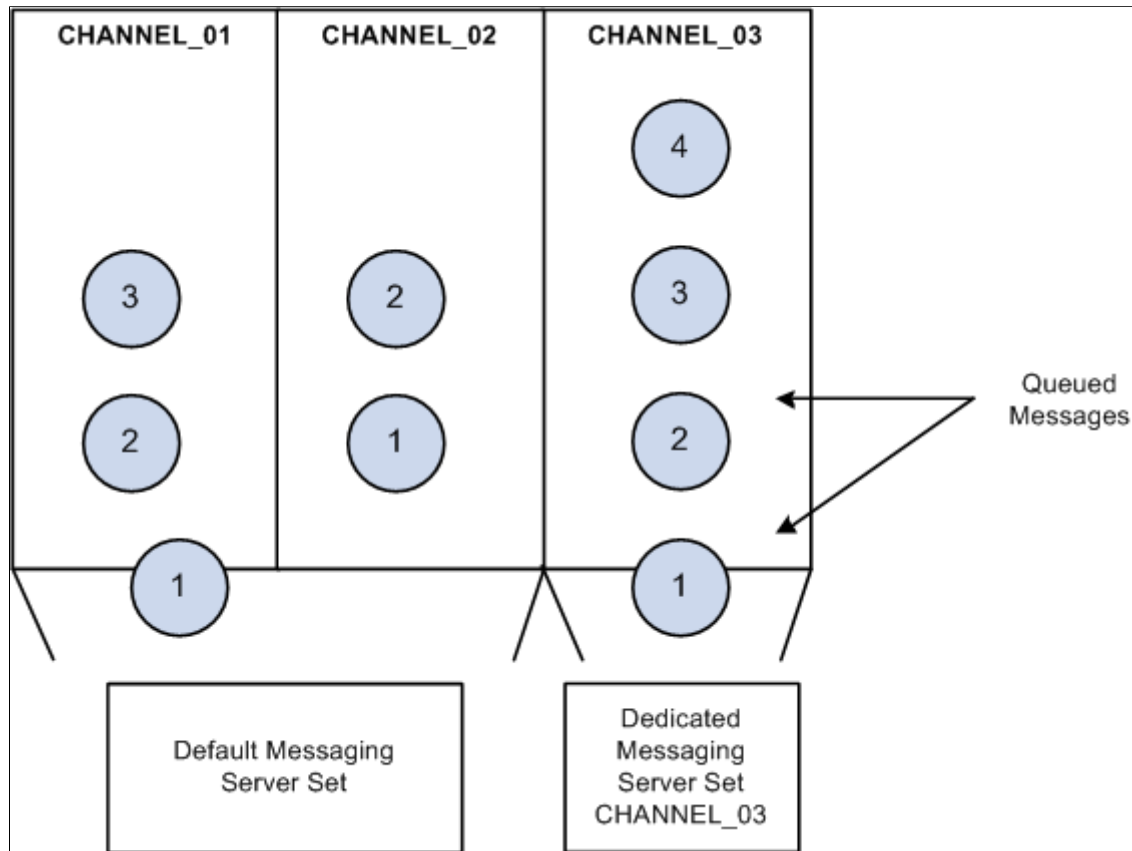 CHANNEL_01
CHANNEL_02
CHANNEL_03
4
3
2
3
2
1
2
1
1
Queued
Messages
Default Messaging
Server Set
Dedicated
Messaging
Server Set
CHANNEL_03